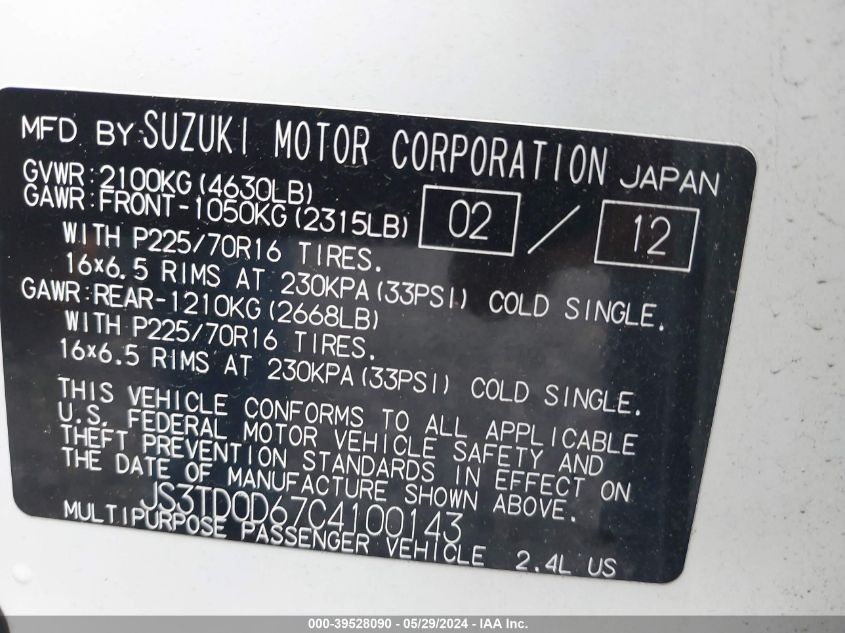 MFD BY SUZUKI MOTOR CORPORATION JAPAN
GVWR:2100KG(4630LB)
GAWR:FRONT-1050KG(2315LB) 02 / 12
WITH P225/70R16 TIRES.
16×6.5 RIMS AT 230KPA(33PSI) COLD SINGLE.
GAWR:REAR-1210KG(2668LB)
WITH P225/70R16 TIRES.
16×6.5 RIMS AT 230KPA(33PSI) COLD SINGLE.
THIS VEHICLE CONFORMS TO ALL APPLICABLE
U.S. FEDERAL MOTOR VEHICLE SAFETY AND
THEFT PREVENTION STANDARDS IN EFFECT ON
THE DATE OF MANUFACTURE SHOWN ABOVE.
JS3TD0D67C4100143
MULTIPURPOSE PASSENGER VEHICLE 2.4L US
000-39528090 - 05/29/2024 - IAA Inc.